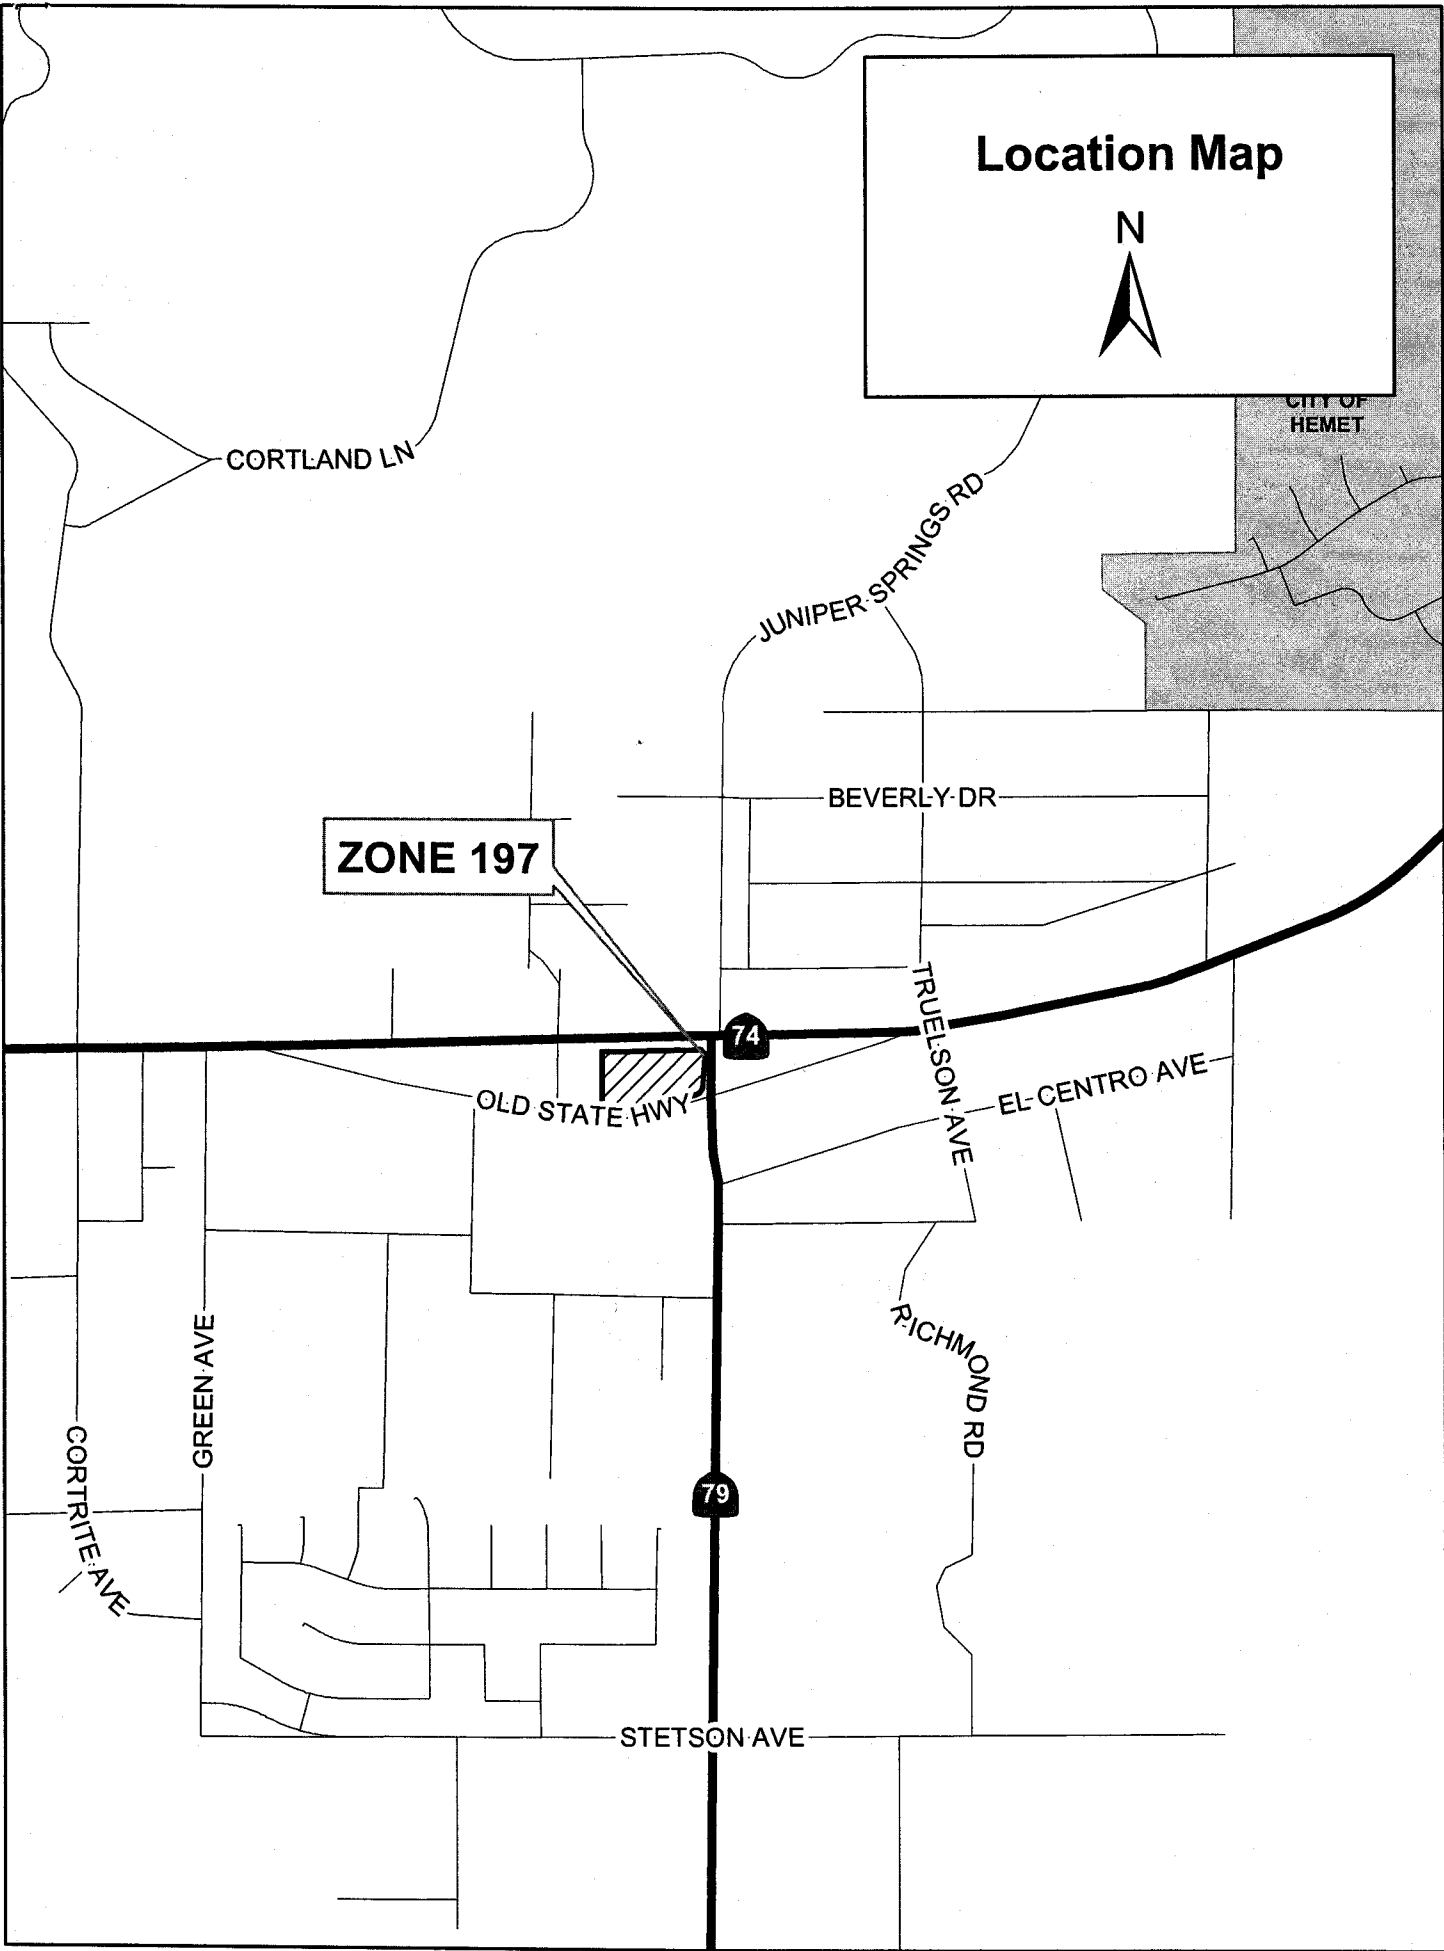 Location Map
N
CITY OF
HEMET
CORTLAND LN
JUNIPER SPRINGS RD
BEVERLY DR
ZONE 197
74
TRUELSON AVE
OLD STATE HWY
EL CENTRO AVE
RICHMOND RD
GREEN AVE
CORTRITE AVE
79
STETSON AVE